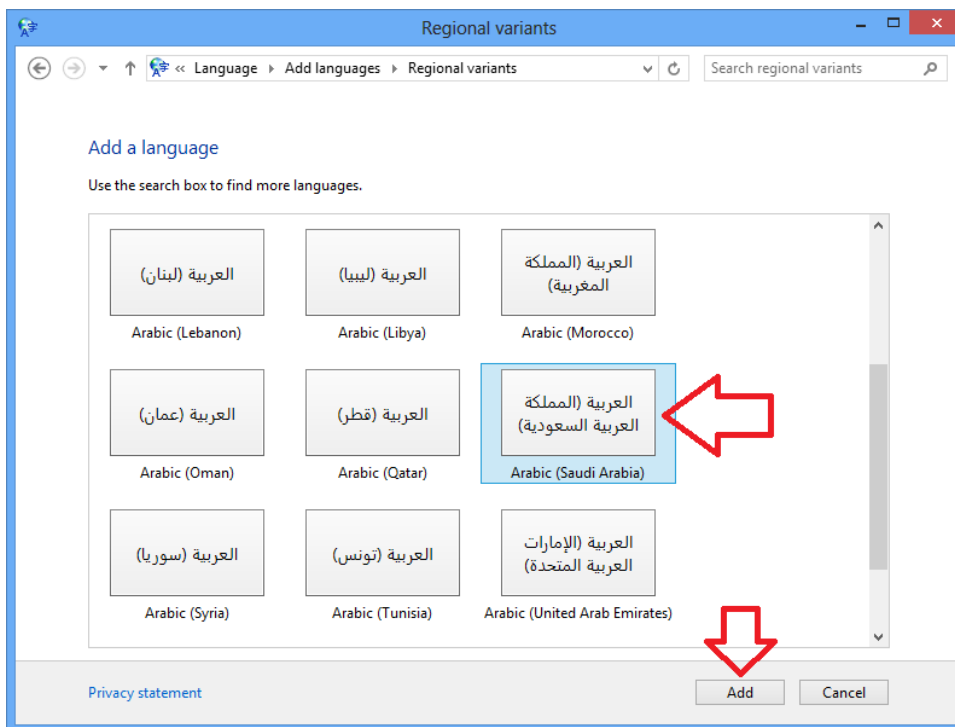 Regional variants
« Language Add languages Regional variants
Search regional variants
Add a language
Use the search box to find more languages.
العربية (لبنان)
Arabic (Lebanon)
العربية (ليبيا)
Arabic (Libya)
العربية (المملكة
المغربية)
Arabic (Morocco)
العربية (عمان)
Arabic (Oman)
العربية (قطر)
Arabic (Qatar)
العربية (المملكة
العربية السعودية)
Arabic (Saudi Arabia)
العربية (سوريا)
Arabic (Syria)
العربية (تونس)
Arabic (Tunisia)
العربية (الإمارات
العربية المتحدة)
Arabic (United Arab Emirates)
Privacy statement
Add
Cancel